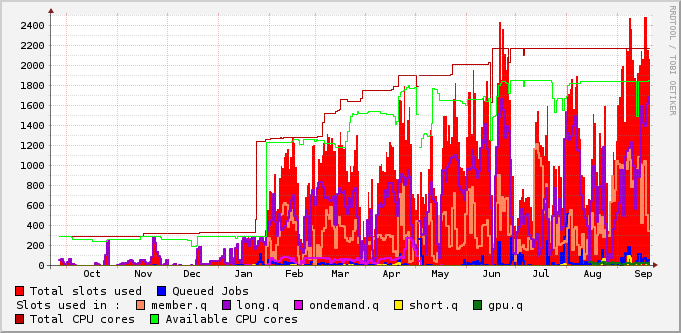 2400
2200
2000
1800
1600
1400
1200
1000
800
600
400
200
0
Oct Nov Dec Jan Feb Mar Apr May Jun Jul Aug Sep
RRDTOOL / TOBI OETIKER
Total slots used Queued Jobs
Slots used in : member.q long.q ondemand.q short.q gpu.q
Total CPU cores Available CPU cores